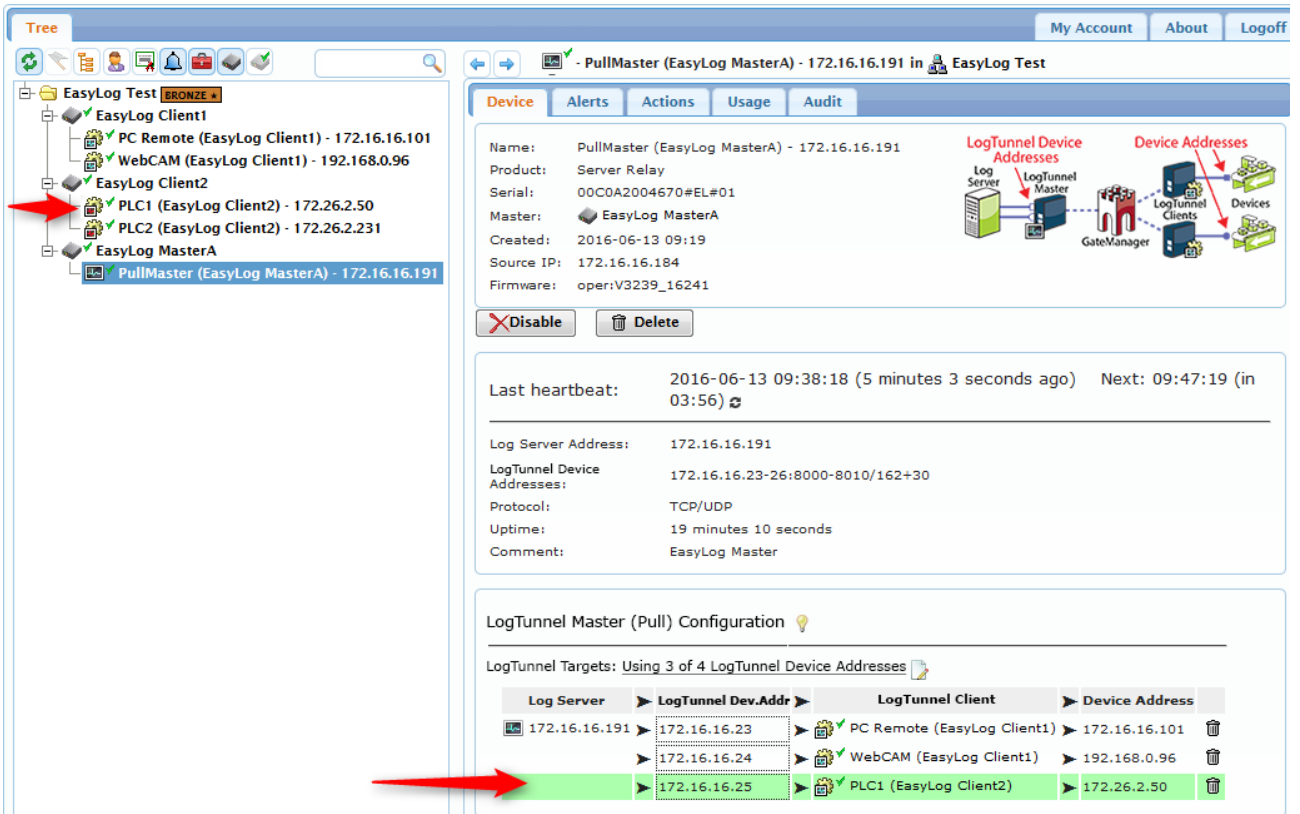 Tree
My Account
About
Logoff
EasyLog Test BRONZE ★
EasyLog Client1
PC Remote (EasyLog Client1) - 172.16.16.101
WebCAM (EasyLog Client1) - 192.168.0.96
EasyLog Client2
PLC1 (EasyLog Client2) - 172.26.2.50
PLC2 (EasyLog Client2) - 172.26.2.231
EasyLog MasterA
PullMaster (EasyLog MasterA) - 172.16.16.191
- PullMaster (EasyLog MasterA) - 172.16.16.191 in EasyLog Test
Device Alerts Actions Usage Audit
Name: PullMaster (EasyLog MasterA) - 172.16.16.191
Product: Server Relay
Serial: 00C0A2004670#EL#01
Master: EasyLog MasterA
Created: 2016-06-13 09:19
Source IP: 172.16.16.184
Firmware: oper:V3239_16241
LogTunnel Device
Addresses
Device Addresses
Log
Server
LogTunnel
Master
GateManager
LogTunnel
Clients
Devices
Disable
Delete
Last heartbeat: 2016-06-13 09:38:18 (5 minutes 3 seconds ago) Next: 09:47:19 (in
03:56)
Log Server Address: 172.16.16.191
LogTunnel Device
Addresses: 172.16.16.23-26:8000-8010/162+30
Protocol: TCP/UDP
Uptime: 19 minutes 10 seconds
Comment: EasyLog Master
LogTunnel Master (Pull) Configuration
LogTunnel Targets: Using 3 of 4 LogTunnel Device Addresses
Log Server LogTunnel Dev.Addr LogTunnel Client Device Address
172.16.16.191 172.16.16.23 PC Remote (EasyLog Client1) 172.16.16.101
172.16.16.24 WebCAM (EasyLog Client1) 192.168.0.96
172.16.16.25 PLC1 (EasyLog Client2) 172.26.2.50